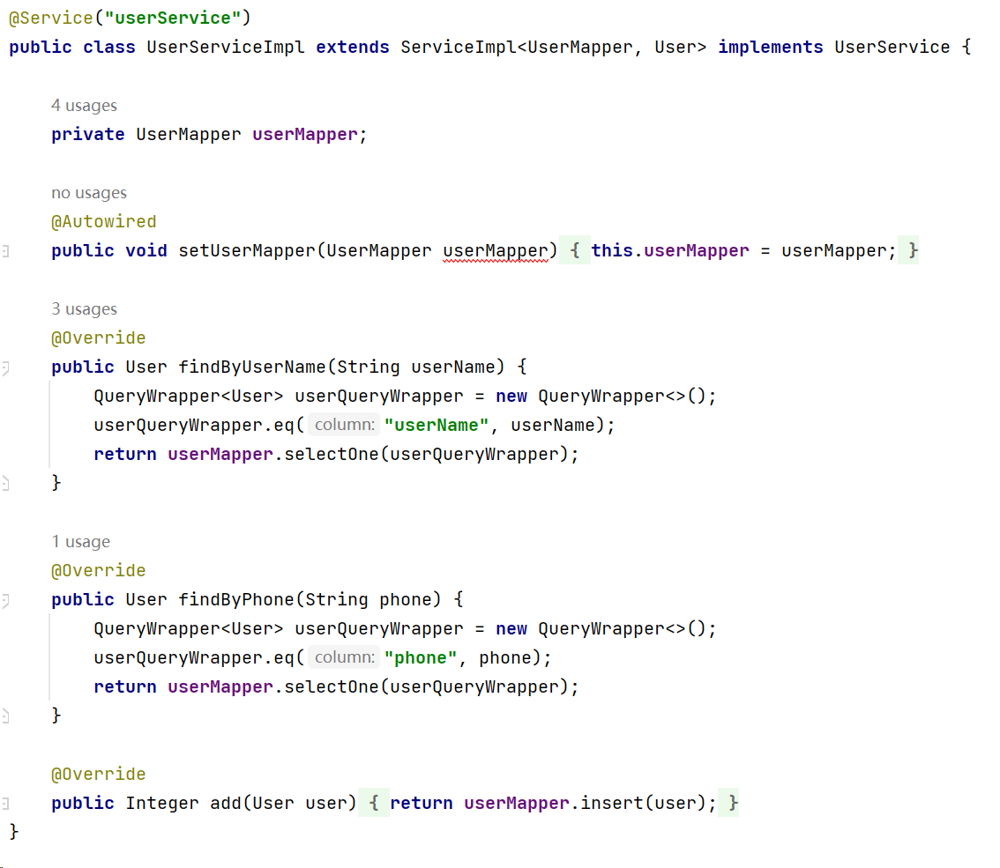 @Service("userService")
public class UserServiceImpl extends ServiceImpl<UserMapper, User> implements UserService {
4 usages
private UserMapper userMapper;
no usages
@Autowired
public void setUserMapper(UserMapper userMapper) { this.userMapper = userMapper; }
3 usages
@Override
public User findByUserName(String userName) {
QueryWrapper<User> userQueryWrapper = new QueryWrapper<>();
userQueryWrapper.eq( column: "userName", userName);
return userMapper.selectOne(userQueryWrapper);
}
1 usage
@Override
public User findByPhone(String phone) {
QueryWrapper<User> userQueryWrapper = new QueryWrapper<>();
userQueryWrapper.eq( column: "phone", phone);
return userMapper.selectOne(userQueryWrapper);
}
@Override
public Integer add(User user) { return userMapper.insert(user); }
}